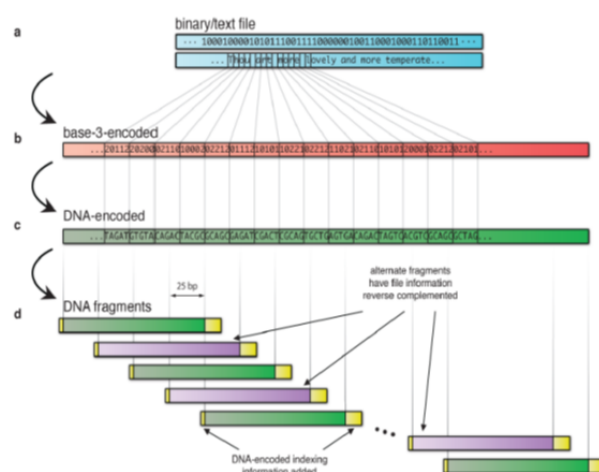 binary/text file
a
...Thou art more lovely and more temperate...
b
base-3-encoded
DNA-encoded
c
25 bp
alternate fragments
have file information
reverse complemented
d
DNA fragments
DNA-encoded indexing
information added